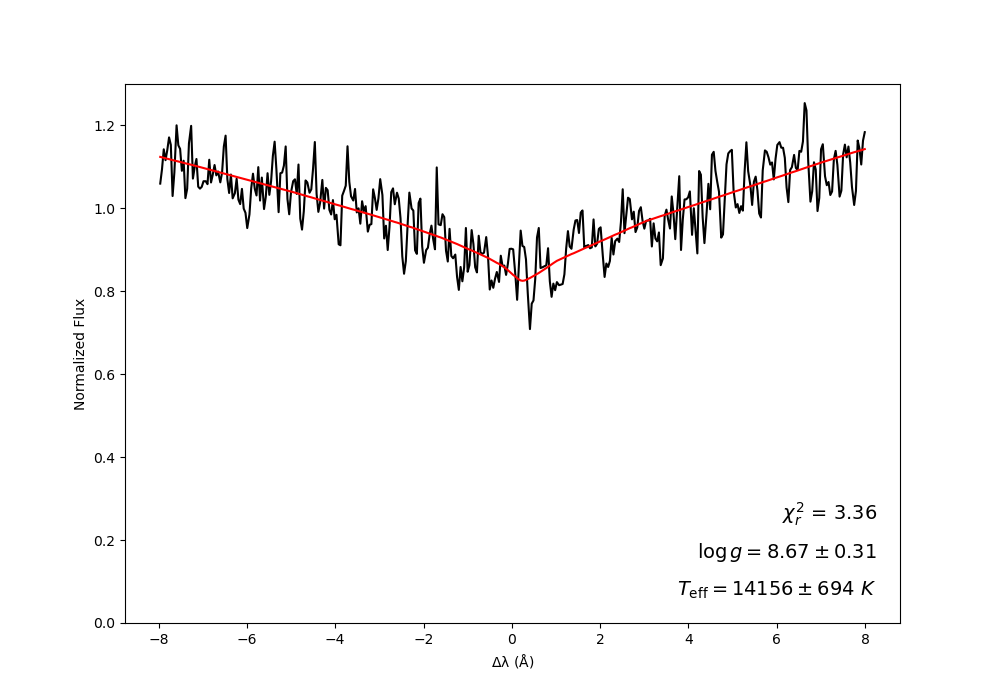 1.2
1.0
0.8
0.6
0.4
0.2
0.0
Normalized Flux
χ²ᵣ = 3.36
log g = 8.67 ± 0.31
T_eff = 14156 ± 694 K
−8 −6 −4 −2 0 2 4 6 8
Δλ (Å)